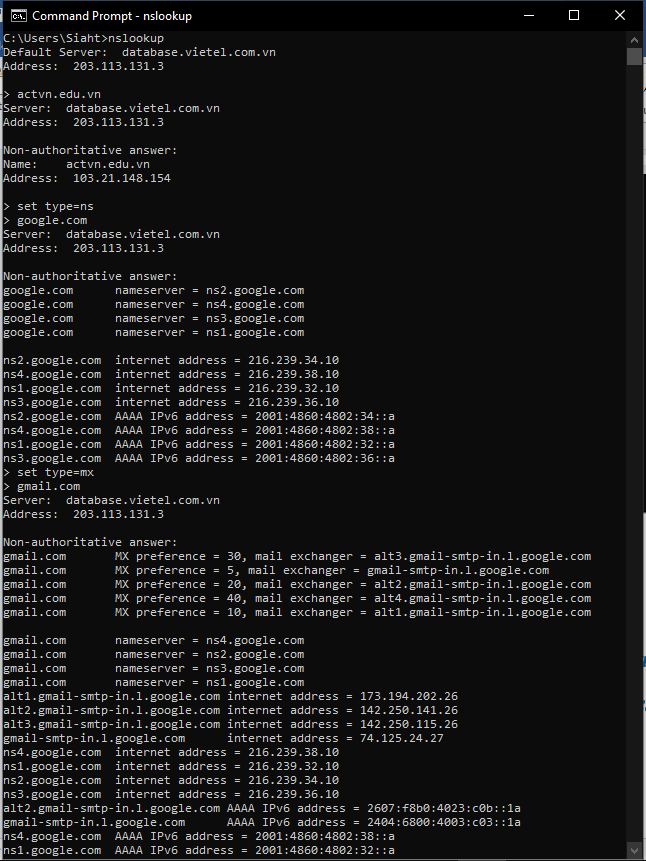 Command Prompt - nslookup
C:\Users\Siaht>nslookup
Default Server:  database.vietel.com.vn
Address:  203.113.131.3

> actvn.edu.vn
Server:  database.vietel.com.vn
Address:  203.113.131.3

Non-authoritative answer:
Name:    actvn.edu.vn
Address:  103.21.148.154

> set type=ns
> google.com
Server:  database.vietel.com.vn
Address:  203.113.131.3

Non-authoritative answer:
google.com      nameserver = ns2.google.com
google.com      nameserver = ns4.google.com
google.com      nameserver = ns3.google.com
google.com      nameserver = ns1.google.com

ns2.google.com  internet address = 216.239.34.10
ns4.google.com  internet address = 216.239.38.10
ns1.google.com  internet address = 216.239.32.10
ns3.google.com  internet address = 216.239.36.10
ns2.google.com  AAAA IPv6 address = 2001:4860:4802:34::a
ns4.google.com  AAAA IPv6 address = 2001:4860:4802:38::a
ns1.google.com  AAAA IPv6 address = 2001:4860:4802:32::a
ns3.google.com  AAAA IPv6 address = 2001:4860:4802:36::a
> set type=mx
> gmail.com
Server:  database.vietel.com.vn
Address:  203.113.131.3

Non-authoritative answer:
gmail.com       MX preference = 30, mail exchanger = alt3.gmail-smtp-in.l.google.com
gmail.com       MX preference = 5, mail exchanger = gmail-smtp-in.l.google.com
gmail.com       MX preference = 20, mail exchanger = alt2.gmail-smtp-in.l.google.com
gmail.com       MX preference = 40, mail exchanger = alt4.gmail-smtp-in.l.google.com
gmail.com       MX preference = 10, mail exchanger = alt1.gmail-smtp-in.l.google.com

gmail.com       nameserver = ns4.google.com
gmail.com       nameserver = ns2.google.com
gmail.com       nameserver = ns3.google.com
gmail.com       nameserver = ns1.google.com
alt1.gmail-smtp-in.l.google.com internet address = 173.194.202.26
alt2.gmail-smtp-in.l.google.com internet address = 142.250.141.26
alt3.gmail-smtp-in.l.google.com internet address = 142.250.115.26
gmail-smtp-in.l.google.com      internet address = 74.125.24.27
ns4.google.com  internet address = 216.239.38.10
ns1.google.com  internet address = 216.239.32.10
ns2.google.com  internet address = 216.239.34.10
ns3.google.com  internet address = 216.239.36.10
alt2.gmail-smtp-in.l.google.com AAAA IPv6 address = 2607:f8b0:4023:c0b::1a
gmail-smtp-in.l.google.com      AAAA IPv6 address = 2404:6800:4003:c03::1a
ns4.google.com  AAAA IPv6 address = 2001:4860:4802:38::a
ns1.google.com  AAAA IPv6 address = 2001:4860:4802:32::a